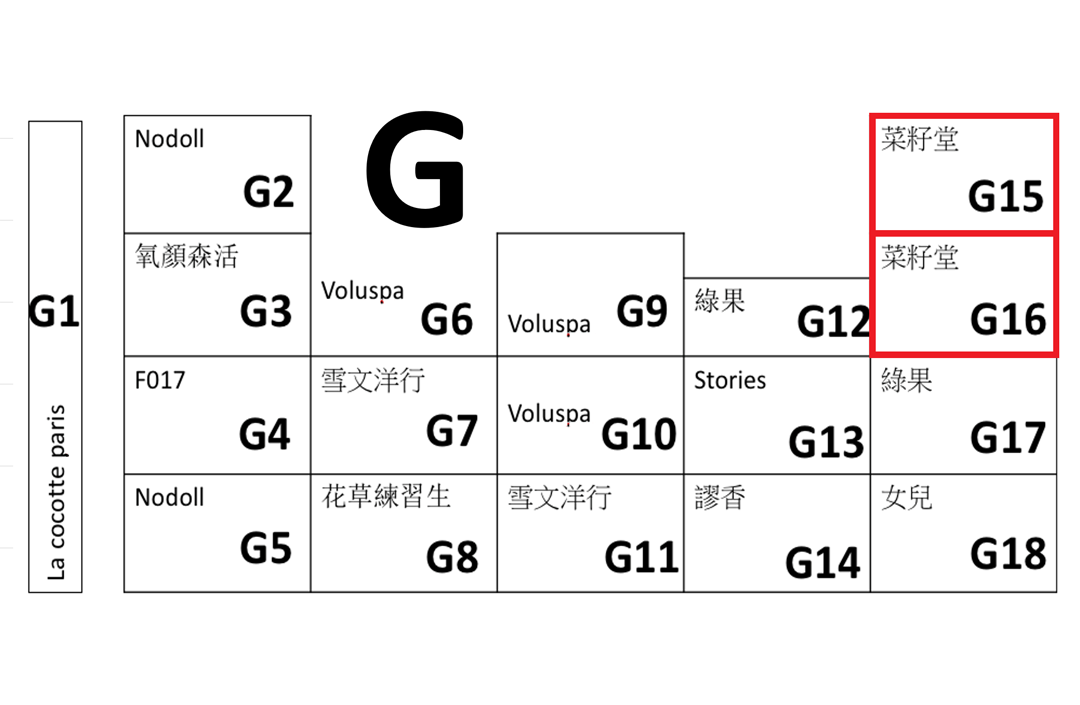 G
Nodoll
G2
菜籽堂
G15
氧顏森活
G3
Voluspa
G6
Voluspa
G9
綠果
G12
菜籽堂
G16
G1
La cocotte paris
F017
G4
雪文洋行
G7
Voluspa
G10
Stories
G13
綠果
G17
Nodoll
G5
花草練習生
G8
雪文洋行
G11
謬香
G14
女兒
G18